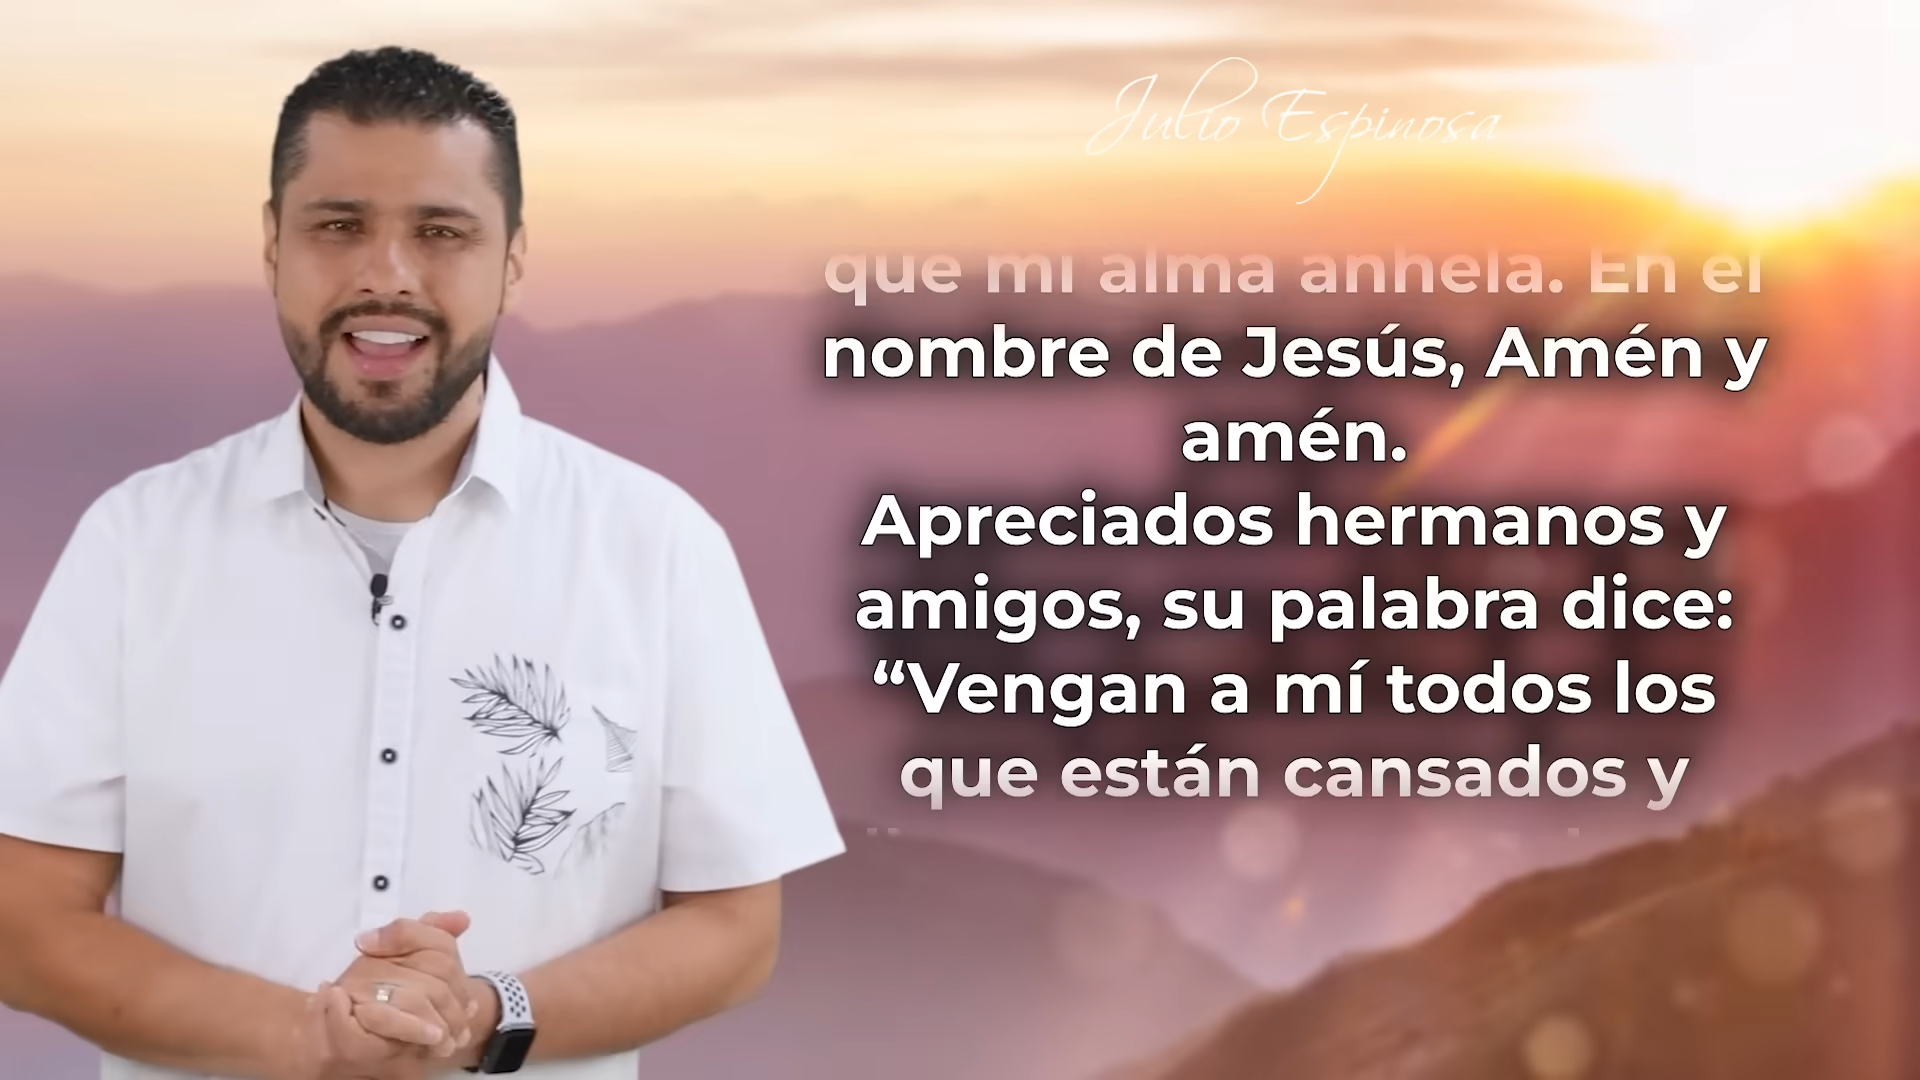 Julio Espinosa
que mi alma anhela. En el
nombre de Jesús, Amén y
amén.
Apreciados hermanos y
amigos, su palabra dice:
“Vengan a mí todos los
que están cansados y